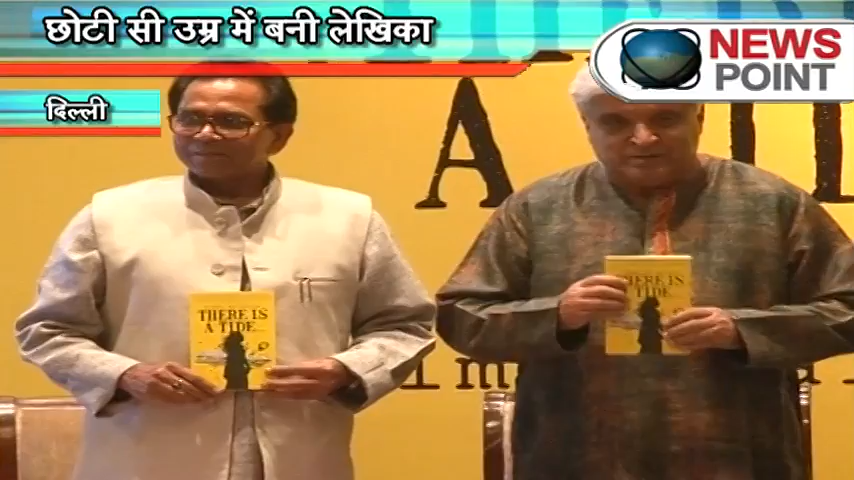 छोटी सी उम्र में बनी लेखिका
NEWS
POINT
दिल्ली
A
THERE IS
A TIDE
THERE IS
TIDE